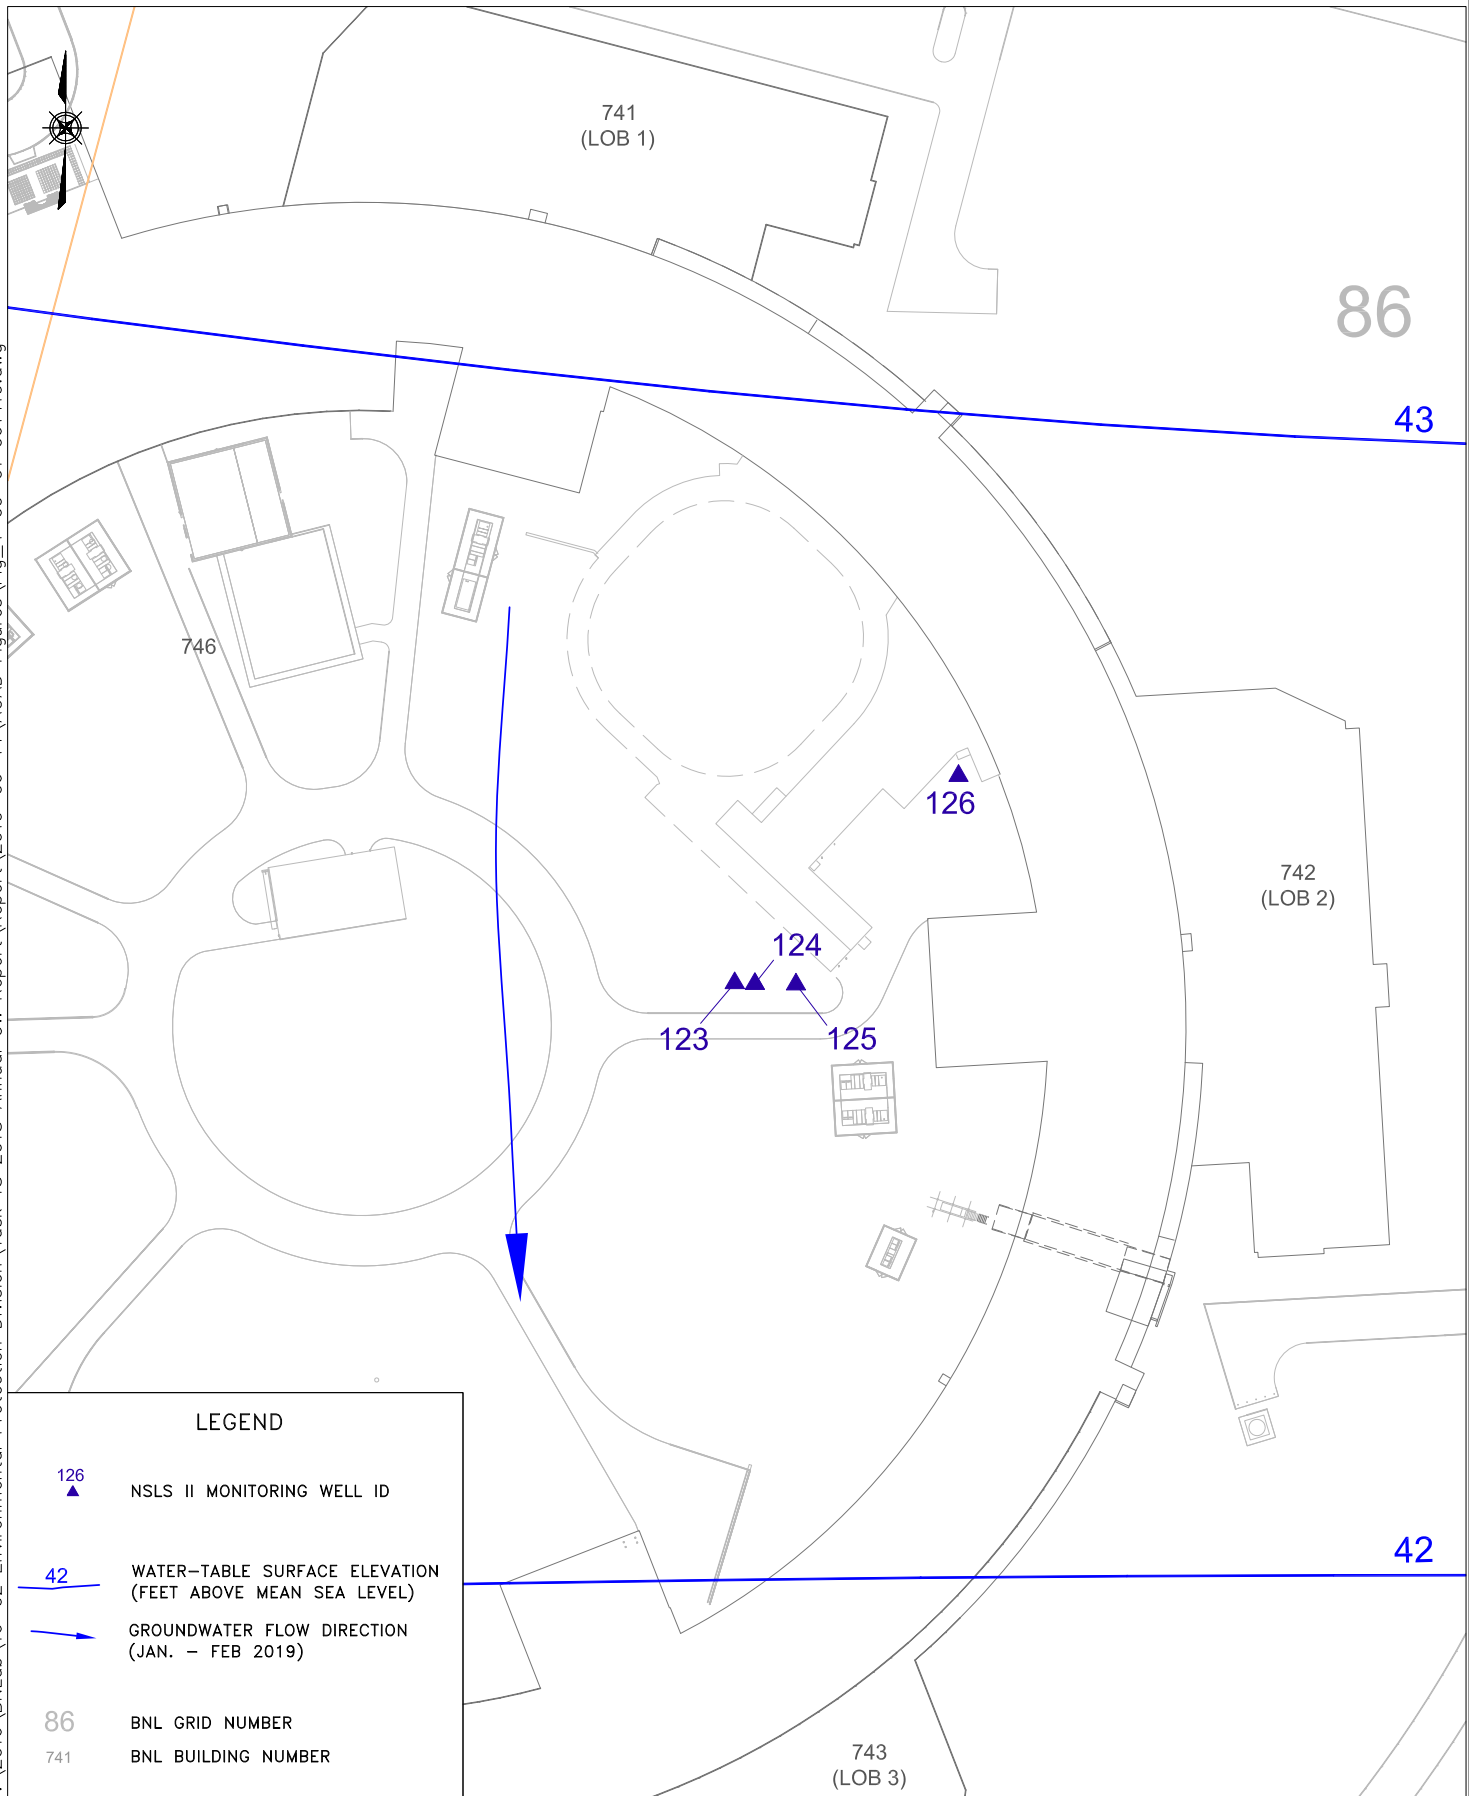 741
(LOB 1)
86
43
746
126
742
(LOB 2)
124
123
125
LEGEND
126
NSLS II MONITORING WELL ID
42
42
WATER-TABLE SURFACE ELEVATION
(FEET ABOVE MEAN SEA LEVEL)
GROUNDWATER FLOW DIRECTION
(JAN. - FEB 2019)
86
BNL GRID NUMBER
741
BNL BUILDING NUMBER
743
(LOB 3)